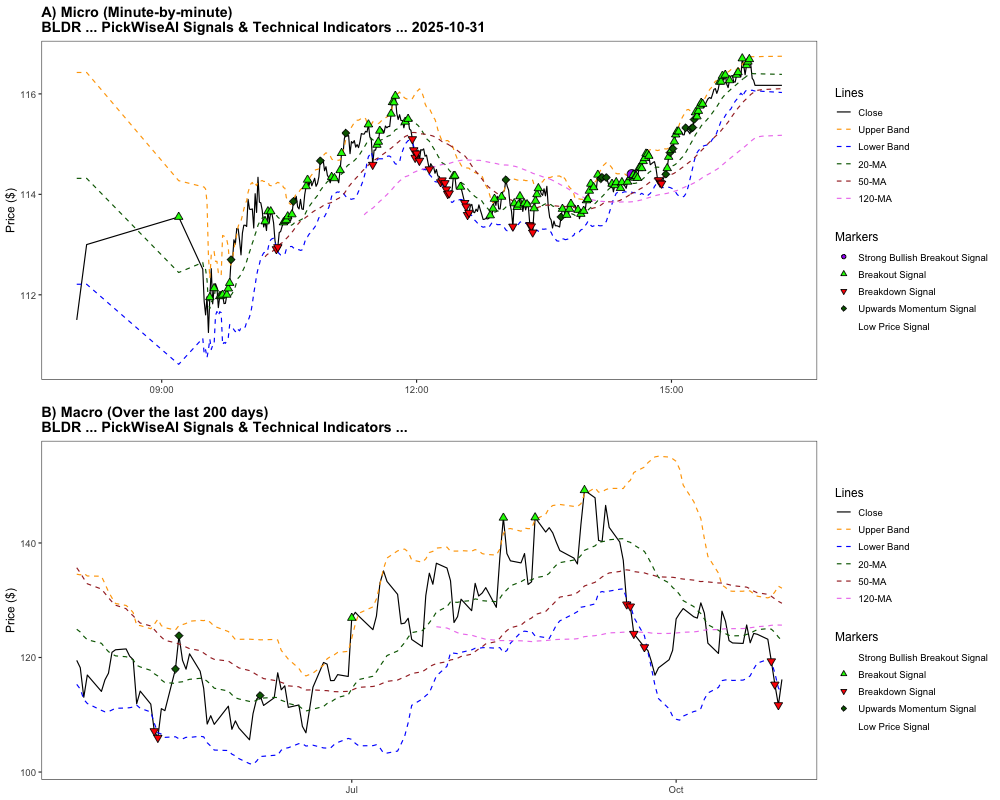 A) Micro (Minute-by-minute)
BLDR ... PickWiseAI Signals & Technical Indicators ... 2025-10-31
Price ($)
116
114
112
09:00
12:00
15:00
Lines
Close
Upper Band
Lower Band
20-MA
50-MA
120-MA
Markers
Strong Bullish Breakout Signal
Breakout Signal
Breakdown Signal
Upwards Momentum Signal
Low Price Signal
B) Macro (Over the last 200 days)
BLDR ... PickWiseAI Signals & Technical Indicators ...
Price ($)
140
120
100
Jul
Oct
Lines
Close
Upper Band
Lower Band
20-MA
50-MA
120-MA
Markers
Strong Bullish Breakout Signal
Breakout Signal
Breakdown Signal
Upwards Momentum Signal
Low Price Signal